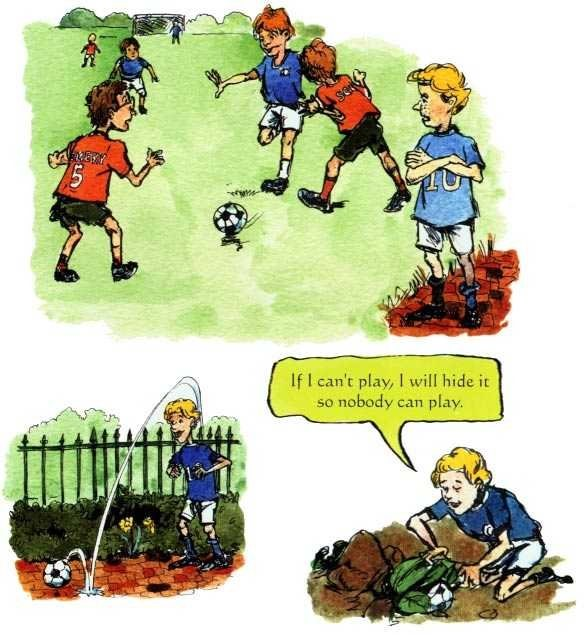 5
10
If I can't play, I will hide it
so nobody can play.